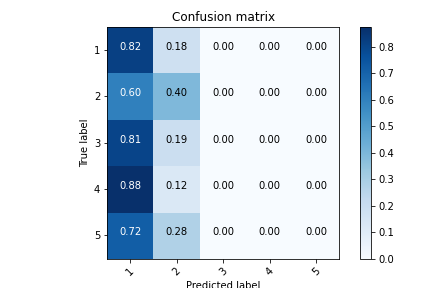 Confusion matrix
1 0.82 0.18 0.00 0.00 0.00
2 0.60 0.40 0.00 0.00 0.00
3 0.81 0.19 0.00 0.00 0.00
4 0.88 0.12 0.00 0.00 0.00
5 0.72 0.28 0.00 0.00 0.00
True label
1 2 3 4 5
Predicted label
0.8
0.7
0.6
0.5
0.4
0.3
0.2
0.1
0.0